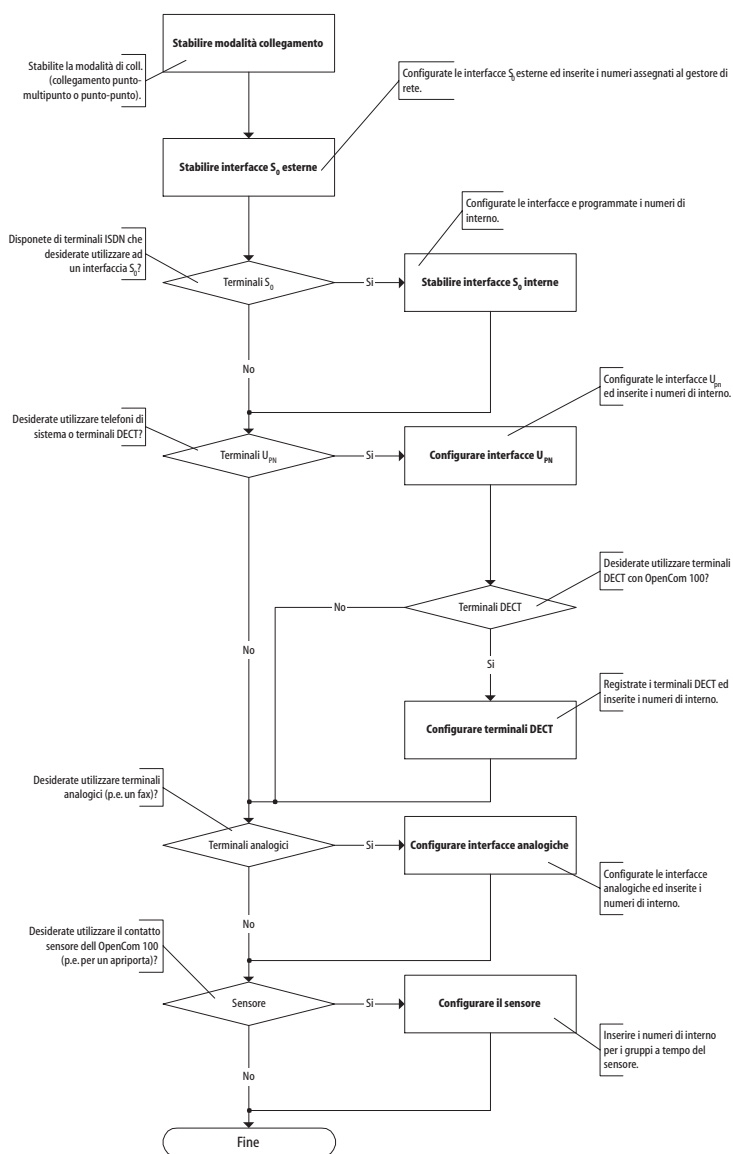 Stabilire modalità collegamento
Stabilite la modalità di coll.
(collegamento punto-
multipunto o punto-punto).
Configurate le interfacce S₀ esterne ed inserite i numeri assegnati al gestore di
rete.
Stabilire interfacce S₀ esterne
Configurate le interfacce e programmate i numeri di
interno.
Disponete di terminali ISDN che
desiderate utilizzare ad
un interfaccia S₀?
Terminali S₀
Si
Stabilire interfacce S₀ interne
No
Configurate le interfacce Upn
ed inserite i numeri di interno.
Desiderate utilizzare telefoni di
sistema o terminali DECT?
Terminali UPN
Si
Configurare interfacce UPN
Desiderate utilizzare terminali
DECT con OpenCom 100?
No
Terminali DECT
No
Si
Registrate i terminali DECT ed
inserite i numeri di interno.
Configurare terminali DECT
Desiderate utilizzare terminali
analogici (p.e. un fax)?
Terminali analogici
Si
Configurare interfacce analogiche
Configurate le interfacce
analogiche ed inserite i
numeri di interno.
No
Desiderate utilizzare il contatto
sensore dell OpenCom 100
(p.e. per un apriporta)?
Sensore
Si
Configurare il sensore
Inserire i numeri di interno
per i gruppi a tempo del
sensore.
No
Fine